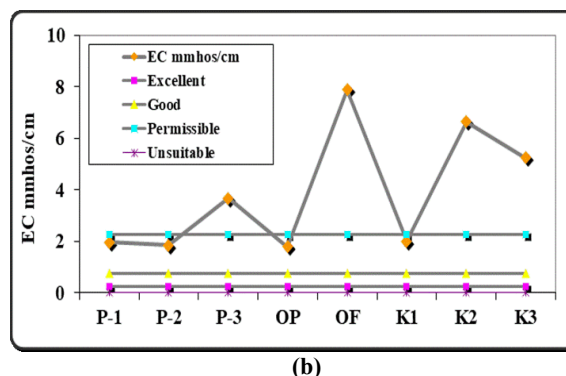 10
8
6
4
2
0
EC mmhos/cm
EC mmhos/cm
Excellent
Good
Permissible
Unsuitable
P-1 P-2 P-3 OP OF K1 K2 K3
(b)